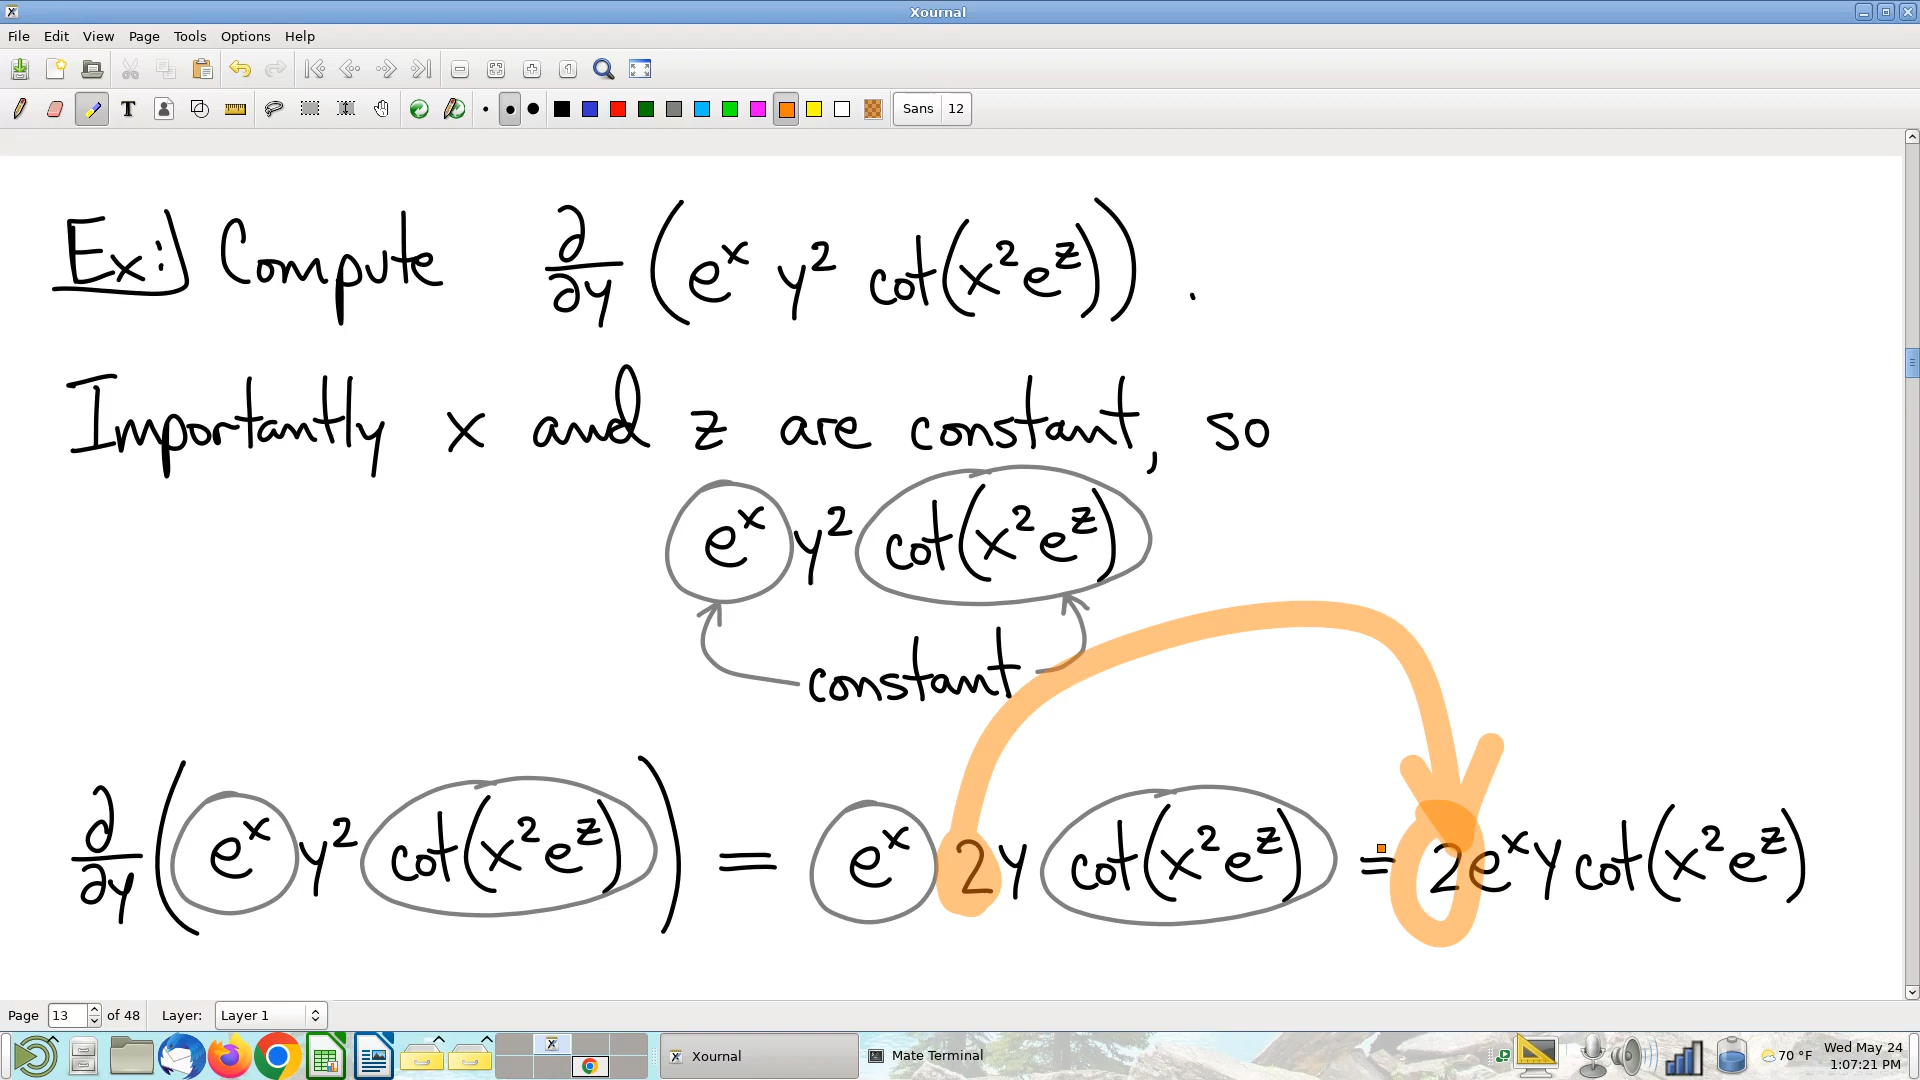 Xournal
File Edit View Page Tools Options Help
Sans 12
Ex:) Compute ∂/∂y (e^x y^2 cot(x^2 e^z)) .
Importantly x and z are constant, so
e^x y^2 cot(x^2 e^z)
constant
∂/∂y (e^x y^2 cot(x^2 e^z)) = e^x 2y cot(x^2 e^z) = 2e^x y cot(x^2 e^z)
Page 13 of 48 Layer: Layer 1
Xournal Mate Terminal 70 °F Wed May 24
1:07:21 PM